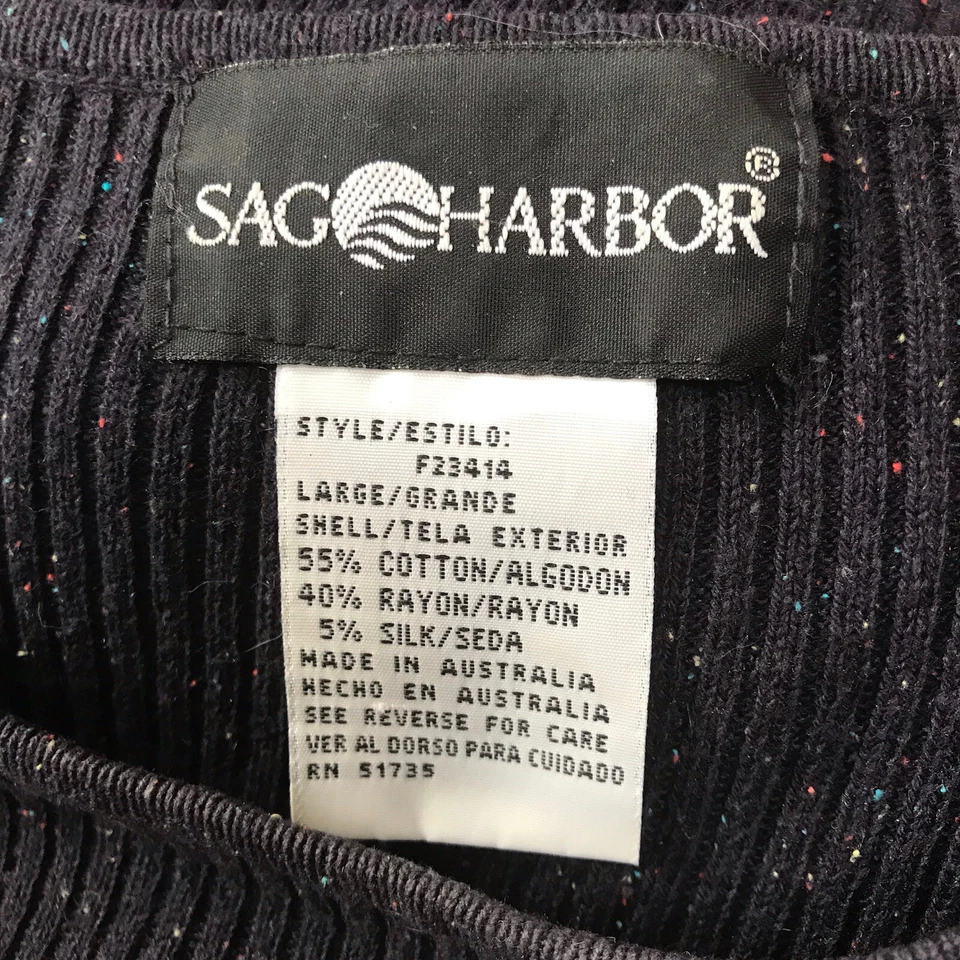 SAG HARBOR®
STYLE/ESTILO:
F23414
LARGE/GRANDE
SHELL/TELA EXTERIOR
55% COTTON/ALGODON
40% RAYON/RAYON
5% SILK/SEDA
MADE IN AUSTRALIA
HECHO EN AUSTRALIA
SEE REVERSE FOR CARE
VER AL DORSO PARA CUIDADO
RN 51735